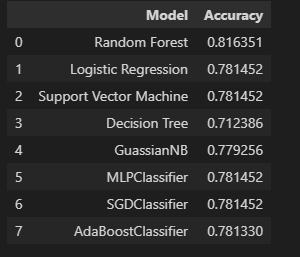 Model Accuracy
0 Random Forest 0.816351
1 Logistic Regression 0.781452
2 Support Vector Machine 0.781452
3 Decision Tree 0.712386
4 GuassianNB 0.779256
5 MLPClassifier 0.781452
6 SGDClassifier 0.781452
7 AdaBoostClassifier 0.781330